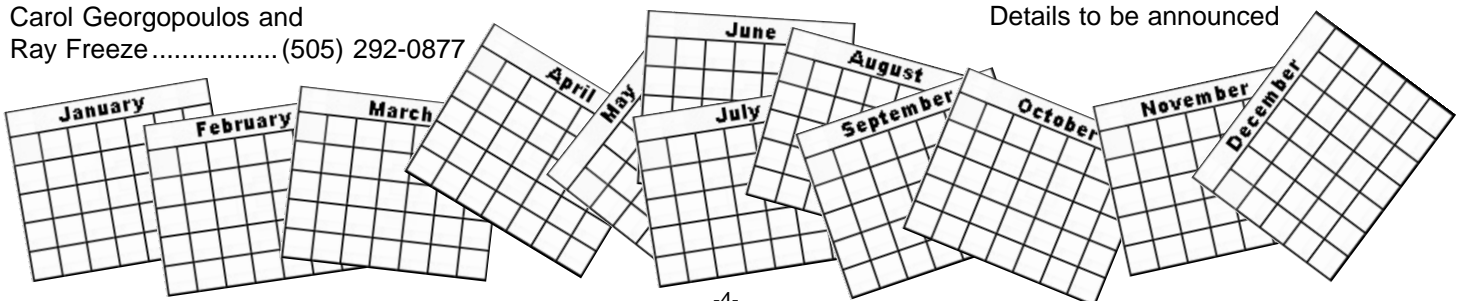 Carol Georgopoulos and
Ray Freeze.................(505) 292-0877
Details to be announced
January
February
March
April
May
June
July
August
September
October
November
December
-4-